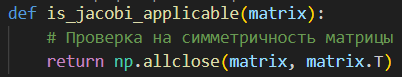 def is_jacobi_applicable(matrix):
    # Проверка на симметричность матрицы
    return np.allclose(matrix, matrix.T)